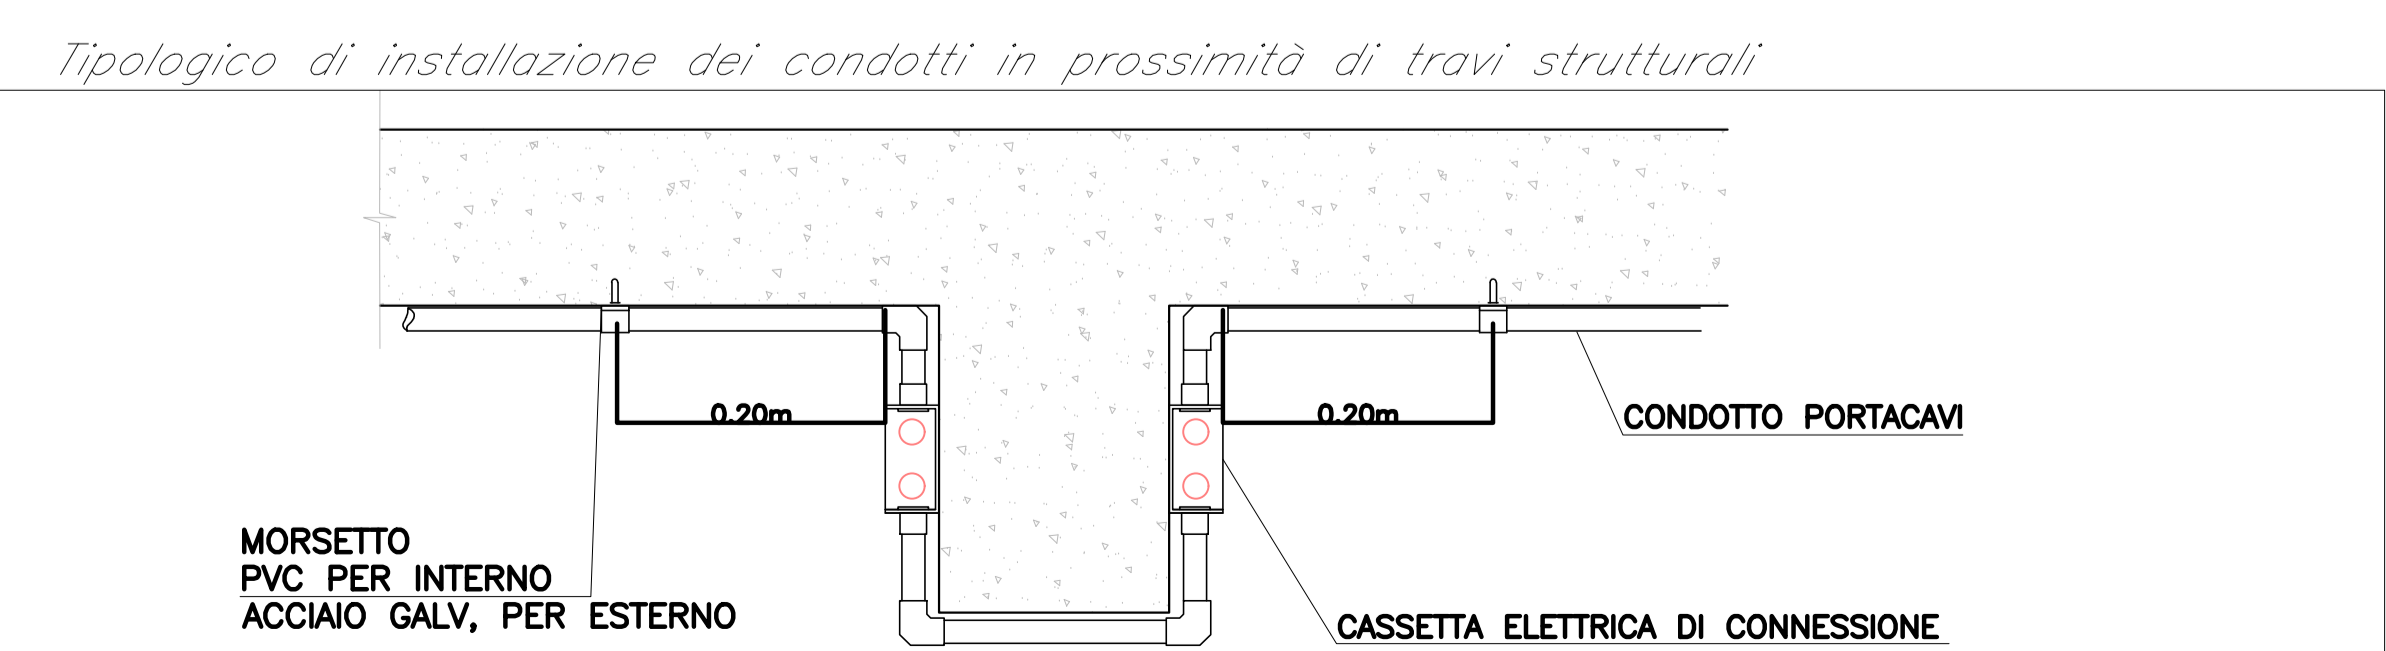 Tipologico di installazione dei condotti in prossimità di travi strutturali
0.20m
0.20m
CONDOTTO PORTACAVI
MORSETTO
PVC PER INTERNO
ACCIAIO GALV, PER ESTERNO
CASSETTA ELETTRICA DI CONNESSIONE